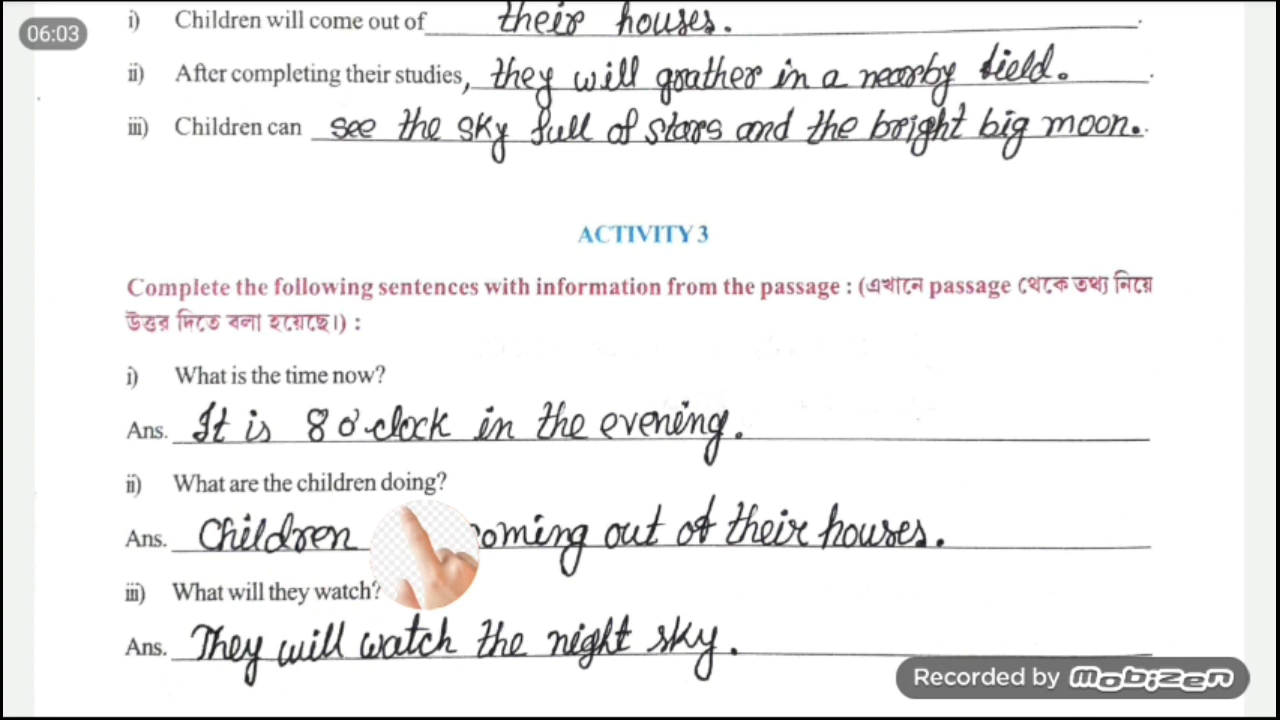 06:03
i) Children will come out of their houses.
ii) After completing their studies, they will gather in a nearby field.
iii) Children can see the sky full of stars and the bright big moon.
ACTIVITY 3
Complete the following sentences with information from the passage : (এখানে passage থেকে তথ্য নিয়ে
উত্তর দিতে বলা হয়েছে।) :
i) What is the time now?
Ans. It is 8 o'clock in the evening.
ii) What are the children doing?
Ans. Children coming out of their houses.
iii) What will they watch?
Ans. They will watch the night sky.
Recorded by mobizen